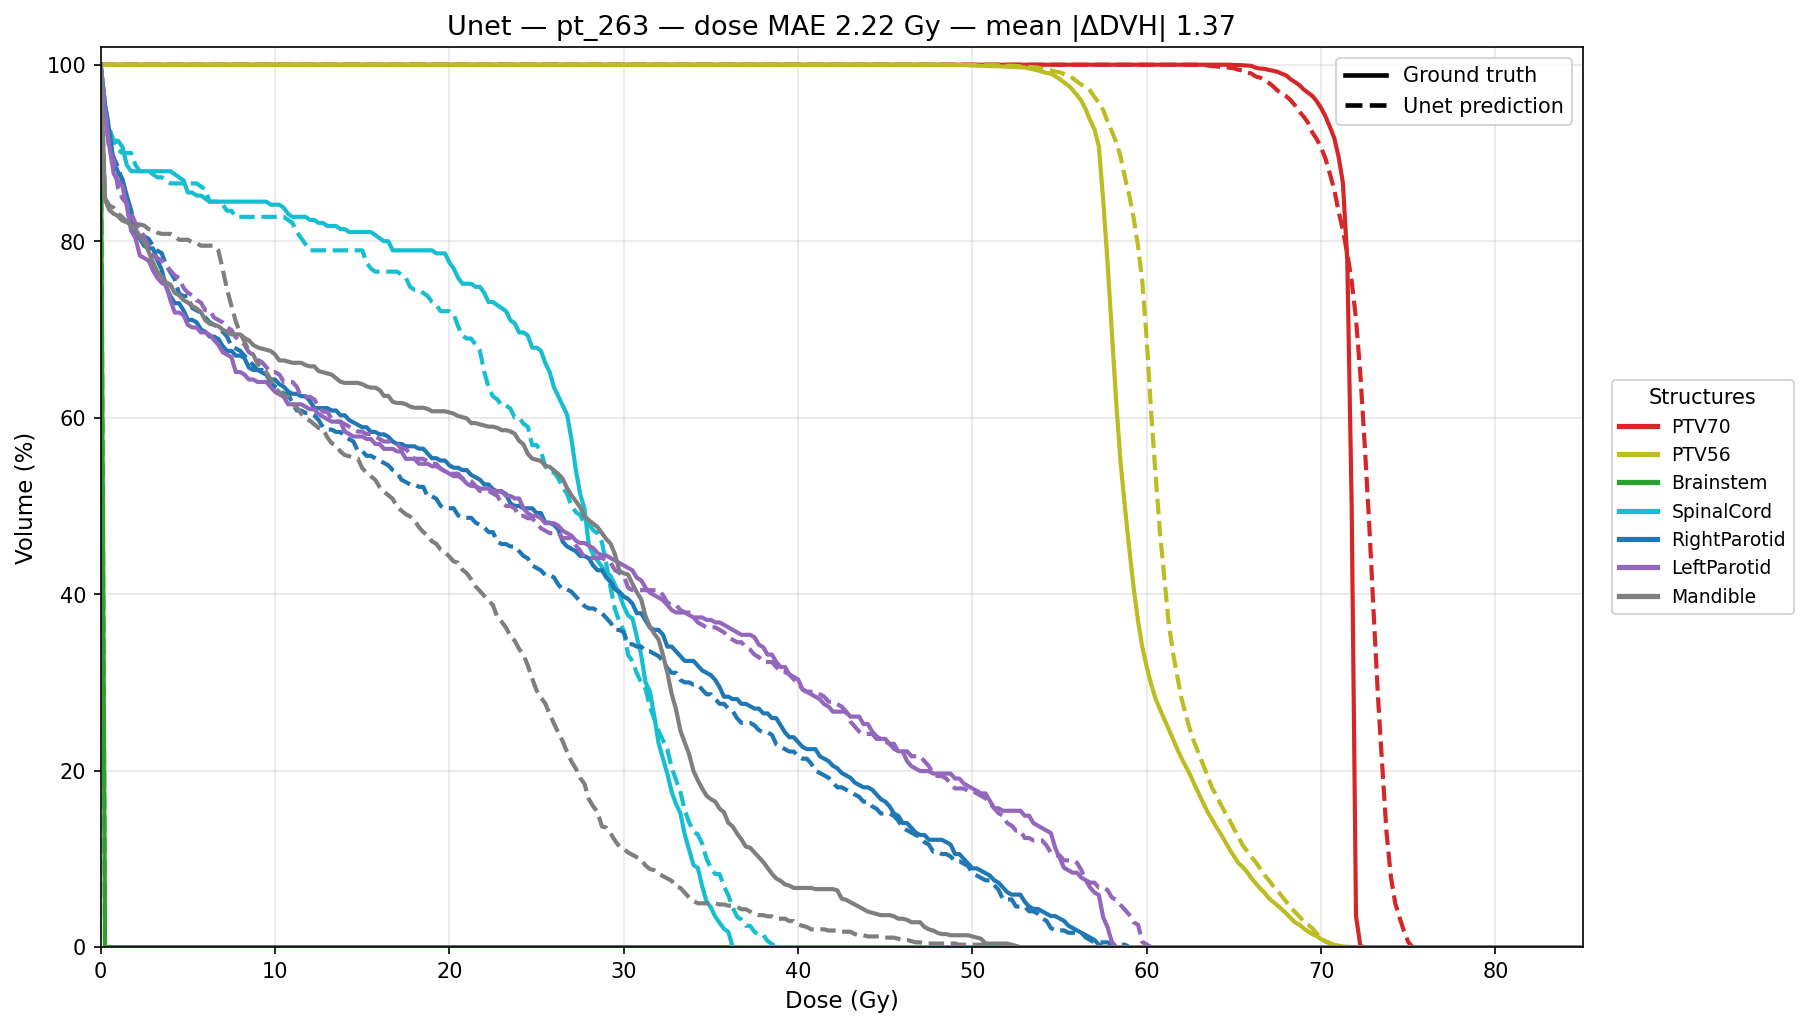 Unet — pt_263 — dose MAE 2.22 Gy — mean |ΔDVH| 1.37
Ground truth
Unet prediction
Volume (%)
100
80
60
40
20
0
0 10 20 30 40 50 60 70 80
Dose (Gy)
Structures
PTV70
PTV56
Brainstem
SpinalCord
RightParotid
LeftParotid
Mandible